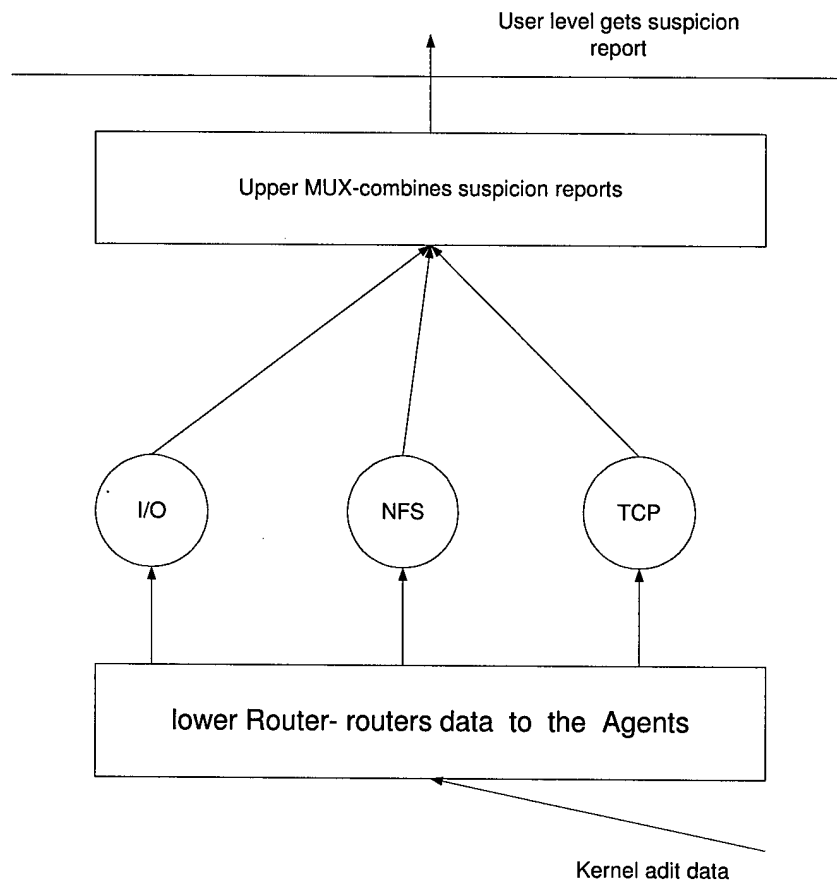 User level gets suspicion
report
Upper MUX-combines suspicion reports
I/O
NFS
TCP
lower Router- routers data to the Agents
Kernel adit data